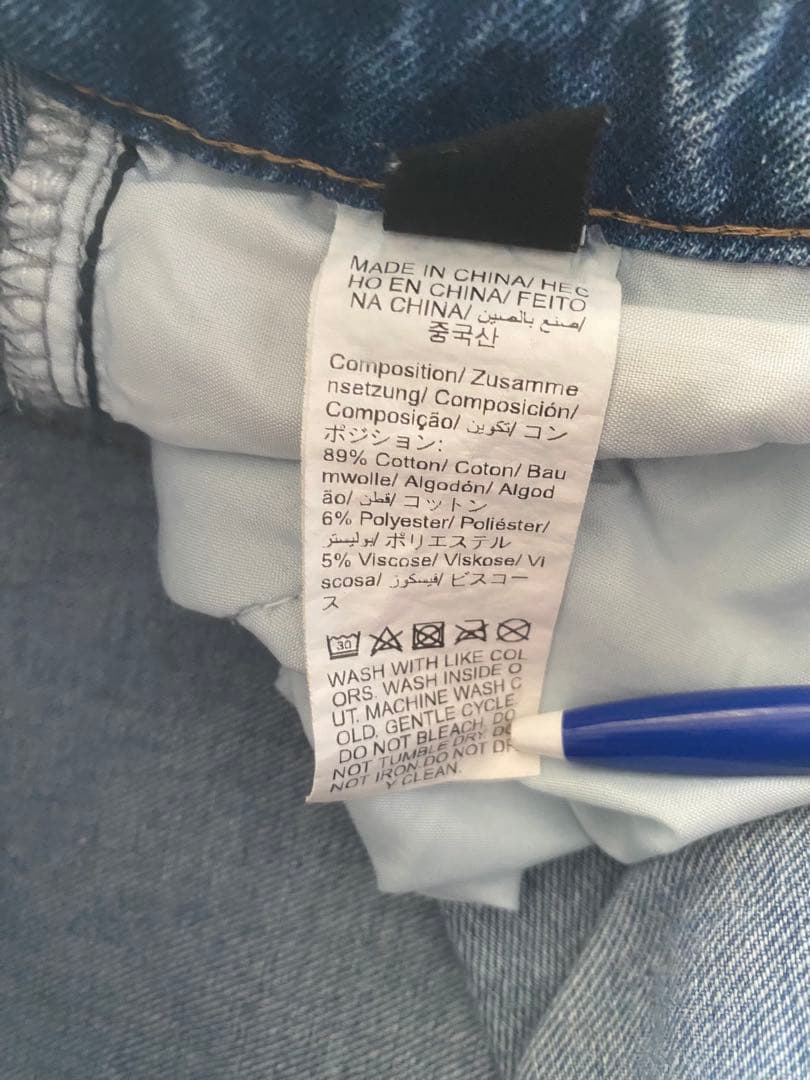 MADE IN CHINA/ HEC
HO EN CHINA/ FEITO
NA CHINA/ صنع بالصين/
중국산
Composition/ Zusamme
nsetzung/ Composición/
Composição/ تكوين/ コン
ポジション:
89% Cotton/ Coton/ Bau
mwolle/ Algodón/ Algod
ão/ قطن/ コットン
6% Polyester/ Poliéster/
بوليستر/ ポリエステル
5% Viscose/ Viskose/ Vi
scosa/ فيسكوز/ ビスコー
ス
30
WASH WITH LIKE COL
ORS. WASH INSIDE O
UT. MACHINE WASH C
OLD. GENTLE CYCLE.
DO NOT BLEACH. DO
NOT TUMBLE DRY. DO
NOT IRON.DO NOT DR
Y CLEAN.